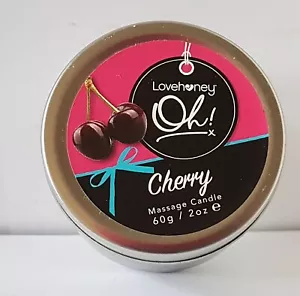 Lovehoney
Oh!
x
Cherry
Massage Candle
60g / 2oz ℮